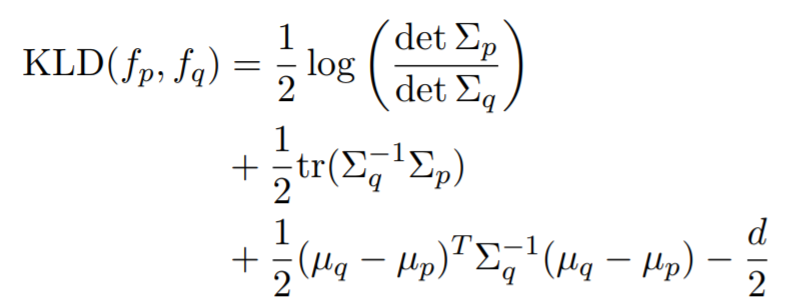 KLD(f_p, f_q) = \frac{1}{2} \log \left( \frac{\det \Sigma_p}{\det \Sigma_q} \right)
+ \frac{1}{2} \mathrm{tr}(\Sigma_q^{-1} \Sigma_p)
+ \frac{1}{2} (\mu_q - \mu_p)^T \Sigma_q^{-1} (\mu_q - \mu_p) - \frac{d}{2}